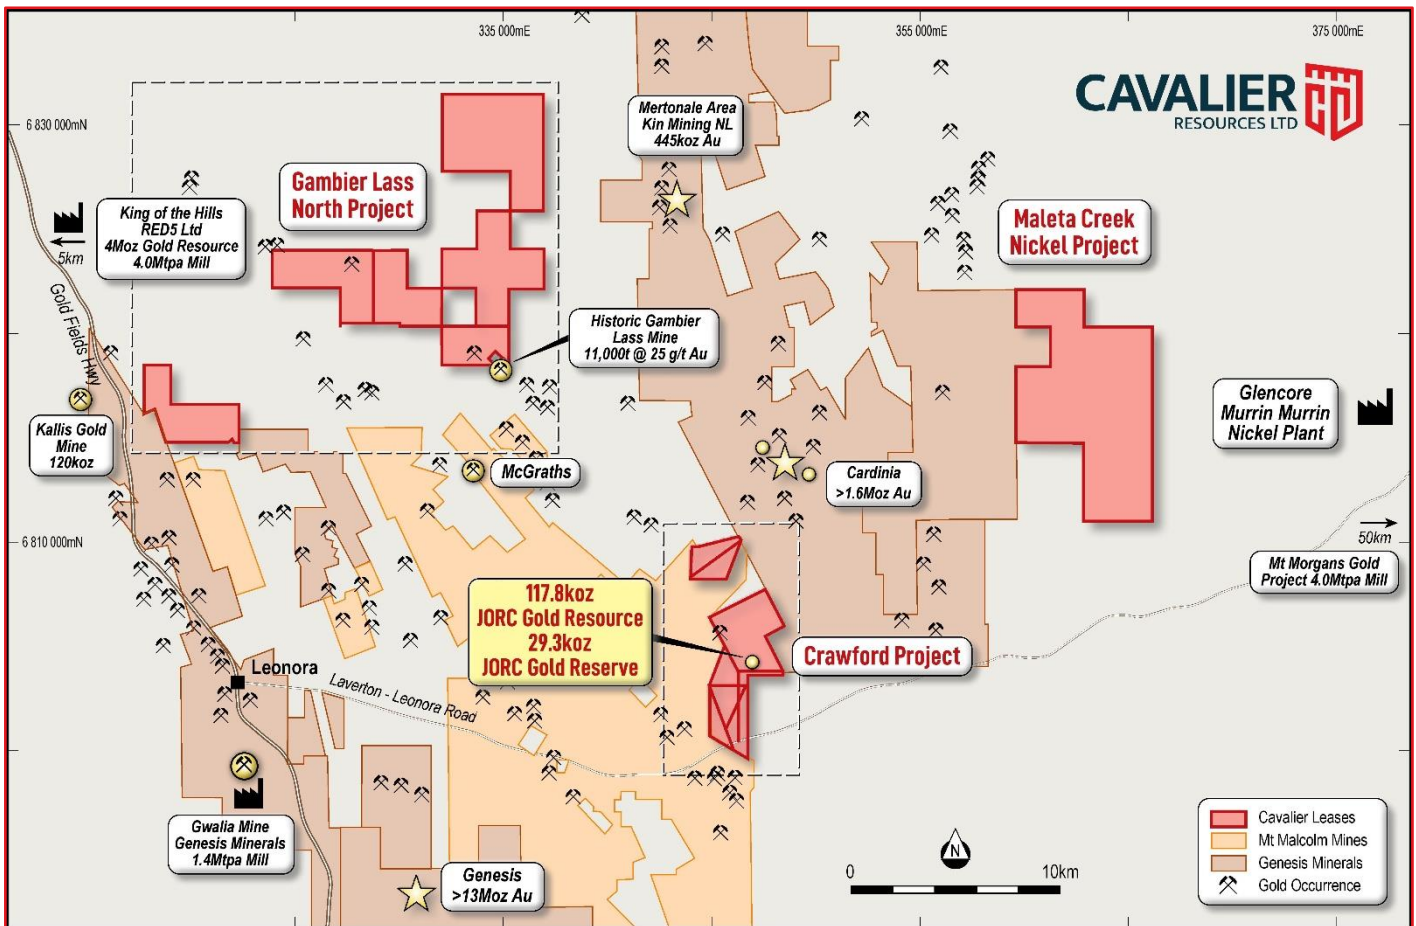 335 000mE
355 000mE
375 000mE
6 830 000mN
6 810 000mN
CAVALIER
RESOURCES LTD
Mertonale Area
Kin Mining NL
445koz Au
Gambier Lass
North Project
King of the Hills
RED5 Ltd
4Moz Gold Resource
4.0Mtpa Mill
5km
Gold Fields Hwy
Maleta Creek
Nickel Project
Historic Gambier
Lass Mine
11,000t @ 25 g/t Au
Glencore
Murrin Murrin
Nickel Plant
Kallis Gold
Mine
120koz
McGraths
Cardinia
>1.6Moz Au
50km
Mt Morgans Gold
Project 4.0Mtpa Mill
117.8koz
JORC Gold Resource
29.3koz
JORC Gold Reserve
Crawford Project
Leonora
Laverton - Leonora Road
Gwalia Mine
Genesis Minerals
1.4Mtpa Mill
Genesis
>13Moz Au
N
0
10km
Cavalier Leases
Mt Malcolm Mines
Genesis Minerals
Gold Occurrence